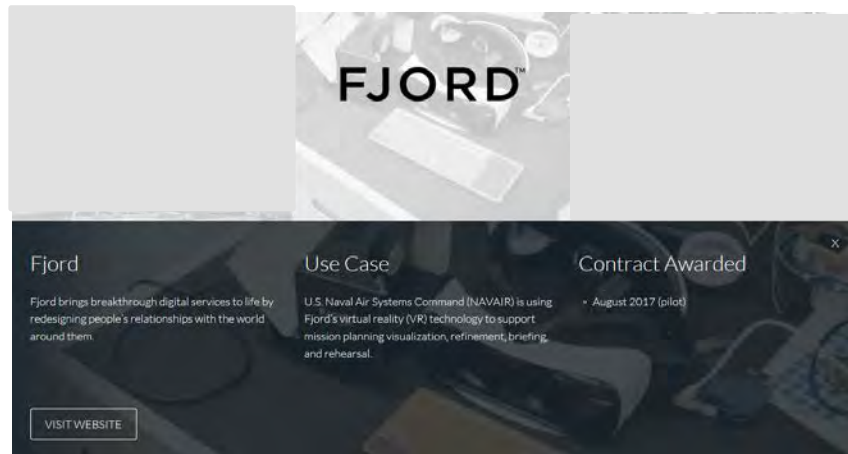 FJORD™
X
Fjord
Fjord brings breakthrough digital services to life by
redesigning people's relationships with the world
around them.
VISIT WEBSITE
Use Case
U.S. Naval Air Systems Command (NAVAIR) is using
Fjord's virtual reality (VR) technology to support
mission planning visualization, refinement, briefing,
and rehearsal.
Contract Awarded
• August 2017 (pilot)